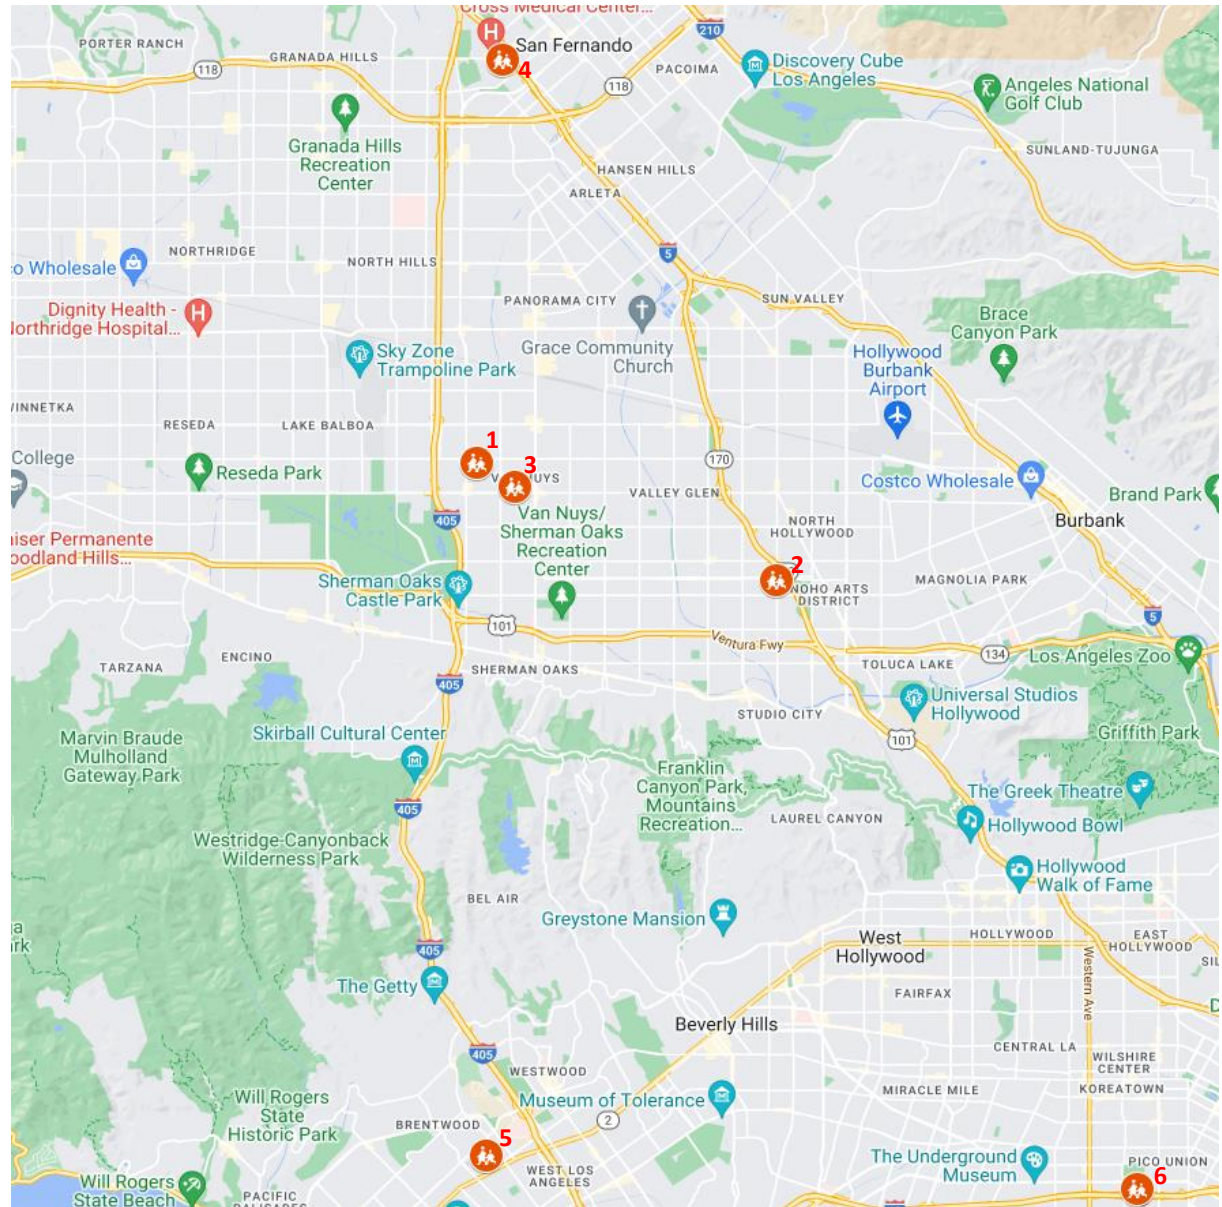 Cross Medical Center...
San Fernando
4
PORTER RANCH
GRANADA HILLS
118
210
PACOIMA
118
Discovery Cube
Los Angeles
Angeles National
Golf Club
Granada Hills
Recreation
Center
SUNLAND-TUJUNGA
HANSEN HILLS
ARLETA
NORTHRIDGE
NORTH HILLS
5
co Wholesale
PANORAMA CITY
SUN VALLEY
Dignity Health -
Northridge Hospital...
H
H
Grace Community
Church
Brace
Canyon Park
Sky Zone
Trampoline Park
Hollywood
Burbank
Airport
WINNETKA
RESEDA
LAKE BALBOA
1
3
College
Reseda Park
VAN NUYS
170
VALLEY GLEN
Costco Wholesale
Brand Park
405
Van Nuys/
Sherman Oaks
Recreation
Center
NORTH
HOLLYWOOD
Burbank
aiser Permanente
oodland Hills...
2
Sherman Oaks
Castle Park
NOHO ARTS
DISTRICT
MAGNOLIA PARK
5
101
Ventura Fwy
134
TARZANA
ENCINO
SHERMAN OAKS
TOLUCA LAKE
Los Angeles Zoo
405
Universal Studios
Hollywood
STUDIO CITY
Skirball Cultural Center
101
Griffith Park
Marvin Braude
Mulholland
Gateway Park
Franklin
Canyon Park,
Mountains
Recreation...
The Greek Theatre
405
LAUREL CANYON
Hollywood Bowl
Westridge-Canyonback
Wilderness Park
Hollywood
Walk of Fame
BEL AIR
Greystone Mansion
a
ark
405
West
Hollywood
HOLLYWOOD
EAST
HOLLYWOOD
SIL
The Getty
FAIRFAX
Western Ave
D
Beverly Hills
405
CENTRAL LA
WILSHIRE
CENTER
WESTWOOD
Museum of Tolerance
MIRACLE MILE
KOREATOWN
Will Rogers
State
Historic Park
2
BRENTWOOD
5
The Underground
Museum
PICO UNION
WEST LOS
ANGELES
6
Will Rogers
State Beach
PACIFIC
PALISADES